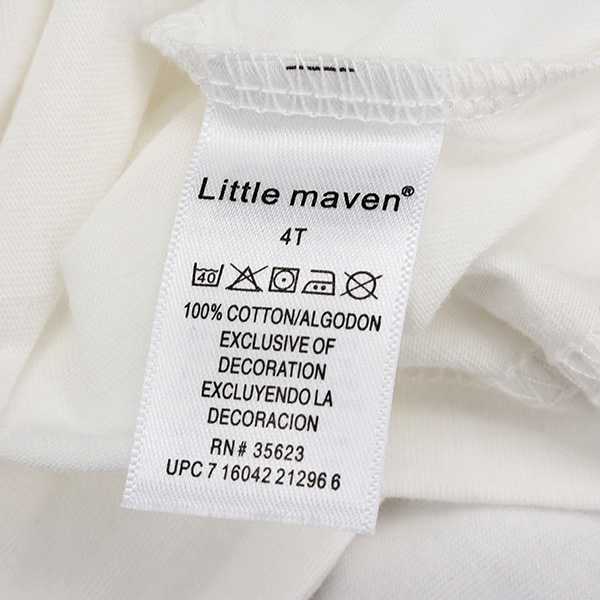 Little maven®
4T
40
100% COTTON/ALGODON
EXCLUSIVE OF
DECORATION
EXCLUYENDO LA
DECORACION
RN# 35623
UPC 7 16042 21296 6